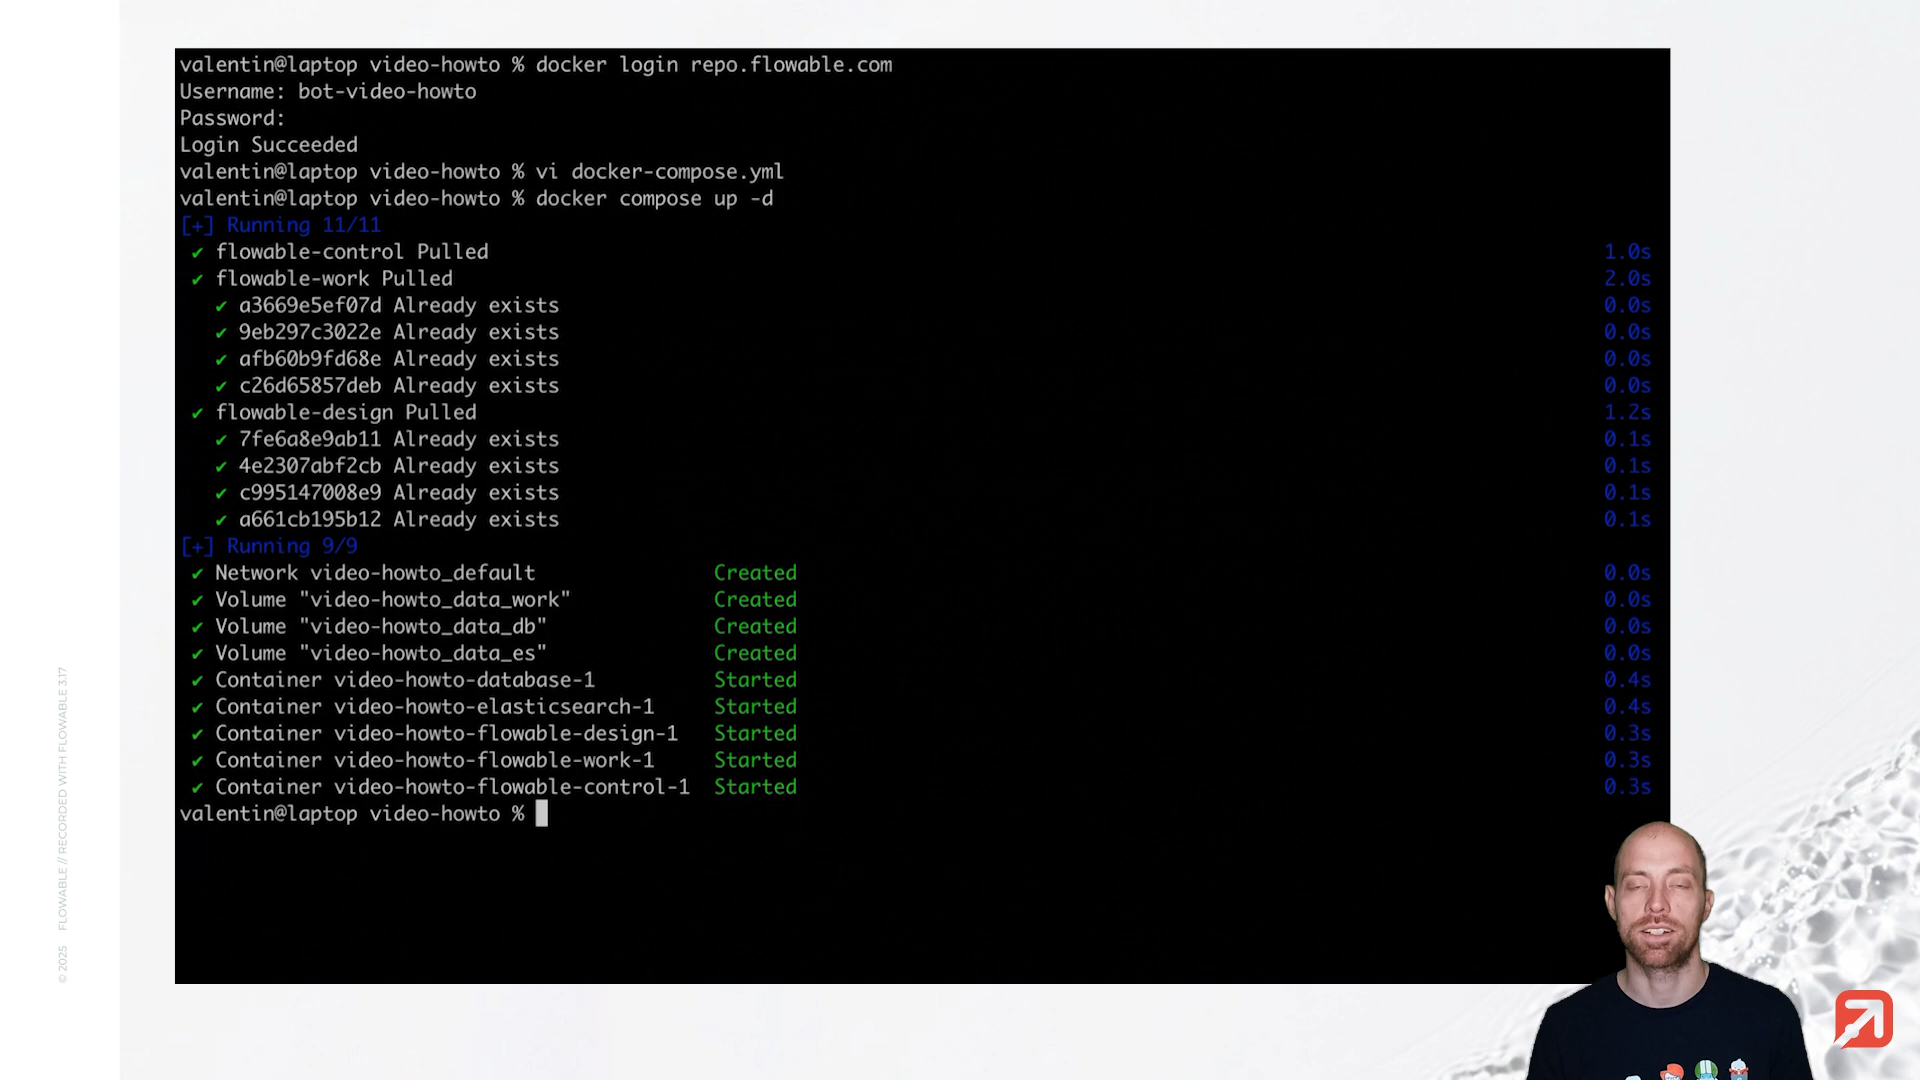 valentin@laptop video-howto % docker login repo.flowable.com
Username: bot-video-howto
Password:
Login Succeeded
valentin@laptop video-howto % vi docker-compose.yml
valentin@laptop video-howto % docker compose up -d
[+] Running 11/11
✔ flowable-control Pulled 1.0s
✔ flowable-work Pulled 2.0s
✔ a3669e5ef07d Already exists 0.0s
✔ 9eb297c3022e Already exists 0.0s
✔ afb60b9fd68e Already exists 0.0s
✔ c26d65857deb Already exists 0.0s
✔ flowable-design Pulled 1.2s
✔ 7fe6a8e9ab11 Already exists 0.1s
✔ 4e2307abf2cb Already exists 0.1s
✔ c995147008e9 Already exists 0.1s
✔ a661cb195b12 Already exists 0.1s
[+] Running 9/9
✔ Network video-howto_default Created 0.0s
✔ Volume "video-howto_data_work" Created 0.0s
✔ Volume "video-howto_data_db" Created 0.0s
✔ Volume "video-howto_data_es" Created 0.0s
✔ Container video-howto-database-1 Started 0.4s
✔ Container video-howto-elasticsearch-1 Started 0.4s
✔ Container video-howto-flowable-design-1 Started 0.3s
✔ Container video-howto-flowable-work-1 Started 0.3s
✔ Container video-howto-flowable-control-1 Started 0.3s
valentin@laptop video-howto %
© 2025 FLOWABLE // RECORDED WITH FLOWABLE 3.17